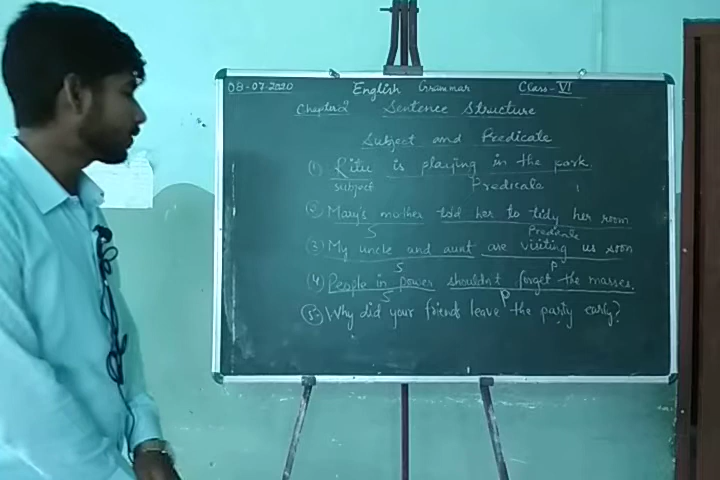 08-07-2020 English Grammar Class-VI
Chapter 2 Sentence Structure
Subject and Predicate
(1) Ritu is playing in the park.
subject Predicate
(2) Mary's mother told her to tidy her room
S Predicate
(3) My uncle and aunt are visiting us soon
S P
(4) People in power shouldn't forget the masses.
S P
(5) Why did your friends leave the party early?